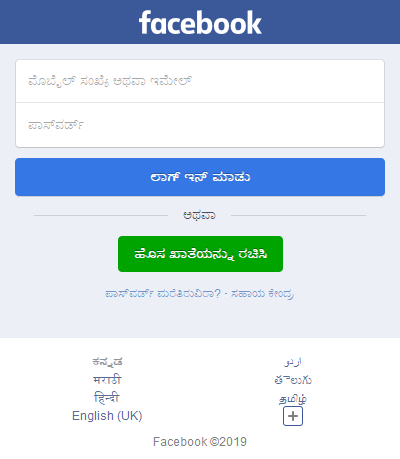 facebook
ಮೊಬೈಲ್ ಸಂಖ್ಯೆ ಅಥವಾ ಇಮೇಲ್
ಪಾಸ್‌ವರ್ಡ್
ಲಾಗ್ ಇನ್ ಮಾಡು
ಅಥವಾ
ಹೊಸ ಖಾತೆಯನ್ನು ರಚಿಸಿ
ಪಾಸ್‌ವರ್ಡ್ ಮರೆತಿರುವಿರಾ? - ಸಹಾಯ ಕೇಂದ್ರ
ಕನ್ನಡ اردو
मराठी తెలుగు
हिन्दी தமிழ்
English (UK) +
Facebook ©2019